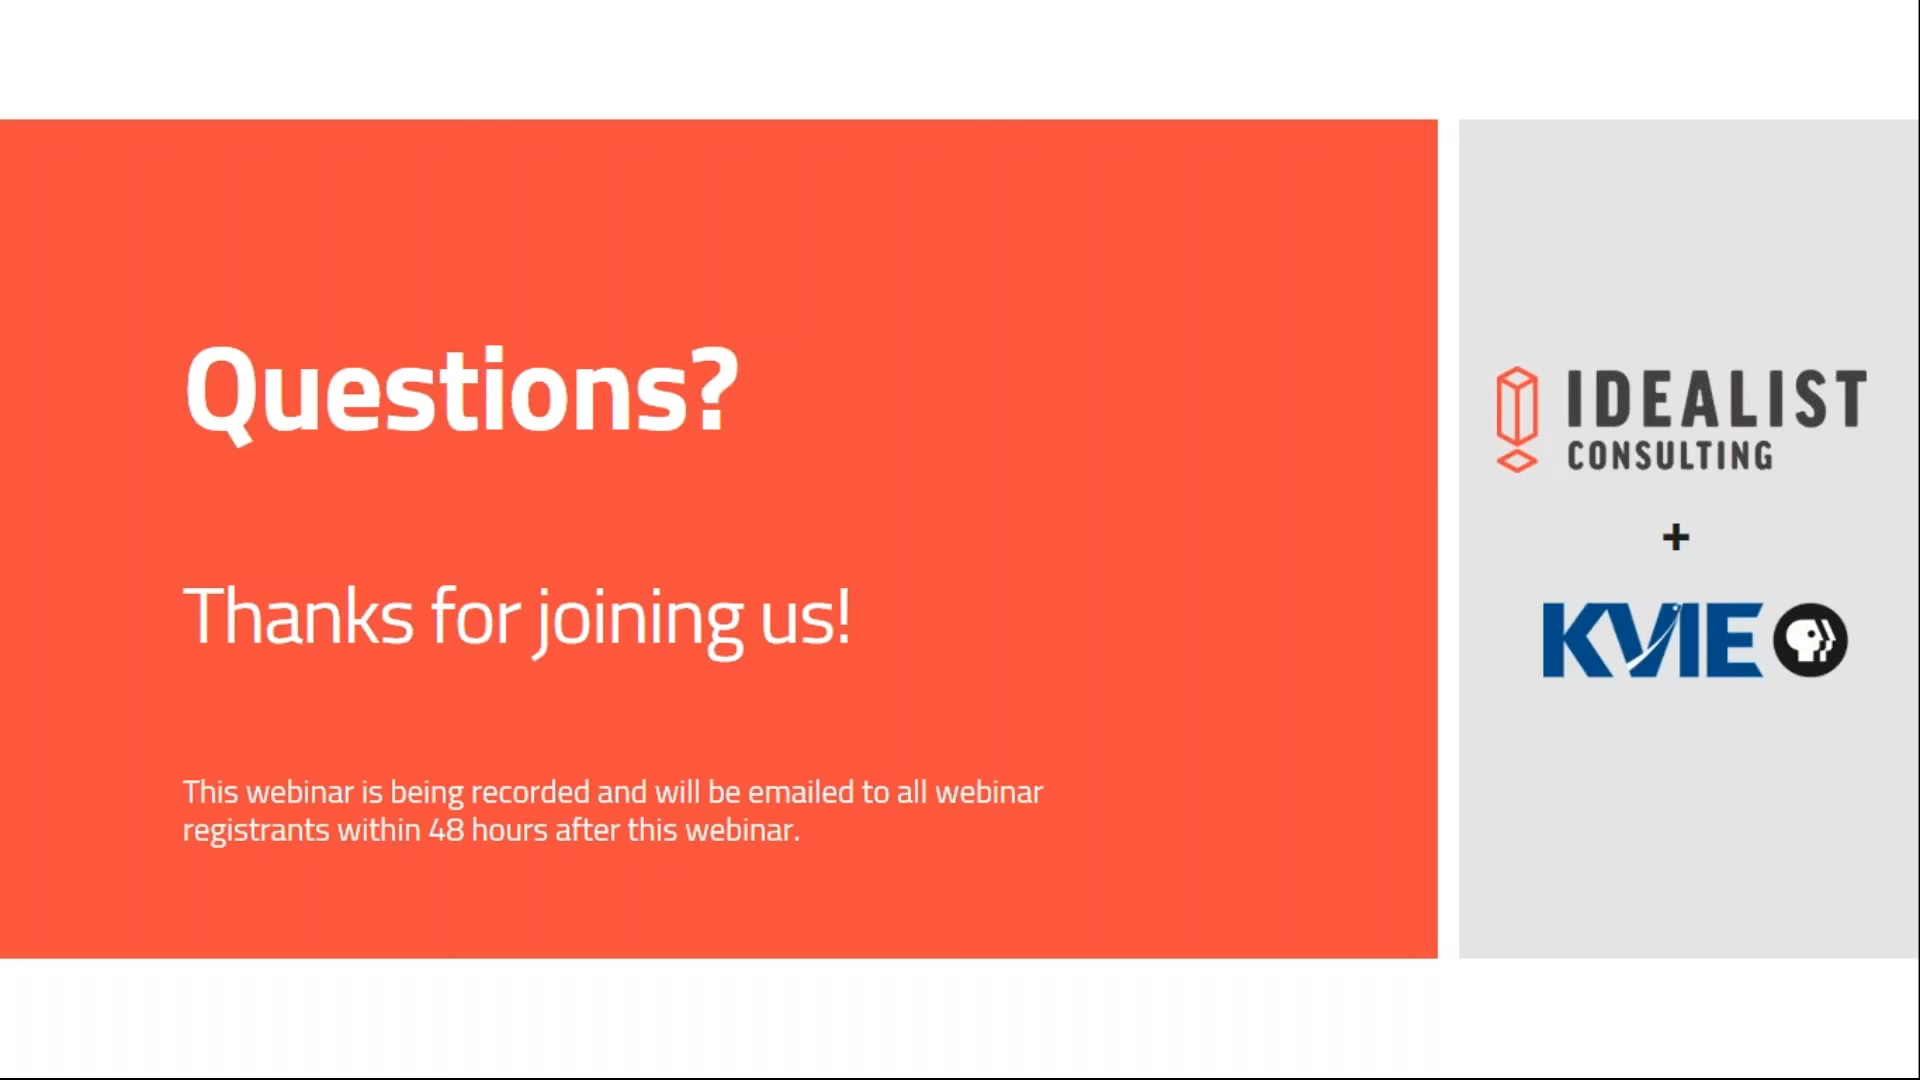 Questions?
Thanks for joining us!
This webinar is being recorded and will be emailed to all webinar
registrants within 48 hours after this webinar.
IDEALIST
CONSULTING
+
KVIE